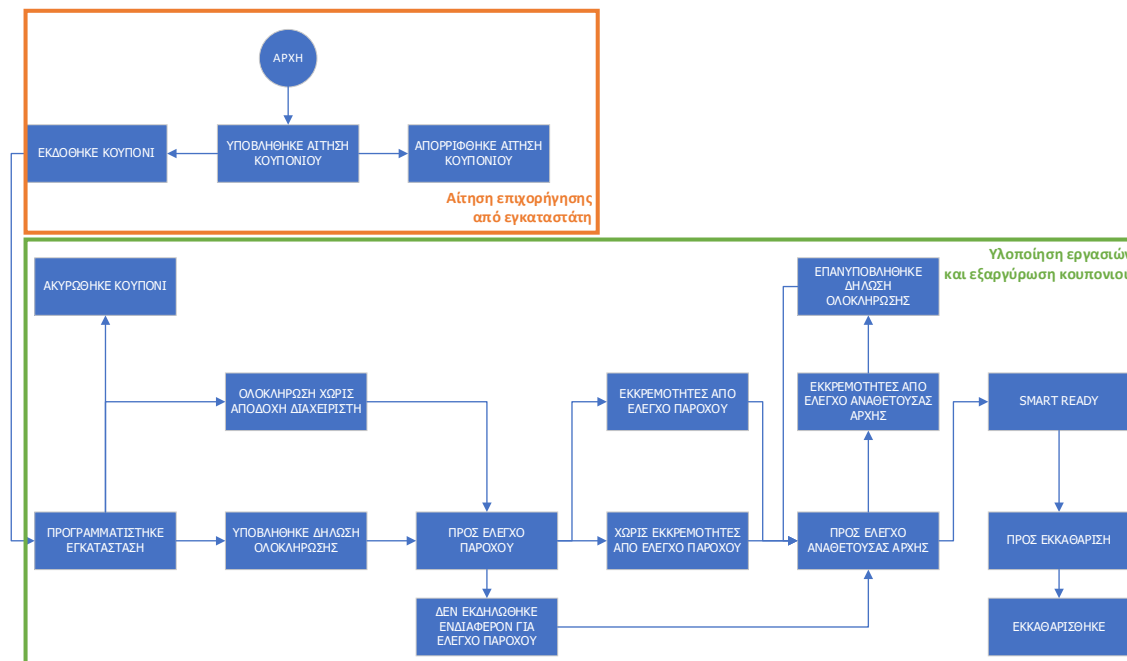 ΑΡΧΗ
ΕΚΔΟΘΗΚΕ ΚΟΥΠΟΝΙ
ΥΠΟΒΛΗΘΗΚΕ ΑΙΤΗΣΗ
ΚΟΥΠΟΝΙΟΥ
ΑΠΟΡΡΙΦΘΗΚΕ ΑΙΤΗΣΗ
ΚΟΥΠΟΝΙΟΥ
Αίτηση επιχορήγησης
από εγκαταστάτη
Υλοποίηση εργασιών
και εξαργύρωση κουπονιού
ΑΚΥΡΩΘΗΚΕ ΚΟΥΠΟΝΙ
ΕΠΑΝΥΠΟΒΛΗΘΗΚΕ
ΔΗΛΩΣΗ
ΟΛΟΚΛΗΡΩΣΗΣ
ΟΛΟΚΛΗΡΩΣΗ ΧΩΡΙΣ
ΑΠΟΔΟΧΗ ΔΙΑΧΕΙΡΙΣΤΗ
ΕΚΚΡΕΜΟΤΗΤΕΣ ΑΠΟ
ΕΛΕΓΧΟ ΠΑΡΟΧΟΥ
ΕΚΚΡΕΜΟΤΗΤΕΣ ΑΠΟ
ΕΛΕΓΧΟ ΑΝΑΘΕΤΟΥΣΑΣ
ΑΡΧΗΣ
SMART READY
ΠΡΟΓΡΑΜΜΑΤΙΣΤΗΚΕ
ΕΓΚΑΤΑΣΤΑΣΗ
ΥΠΟΒΛΗΘΗΚΕ ΔΗΛΩΣΗ
ΟΛΟΚΛΗΡΩΣΗΣ
ΠΡΟΣ ΕΛΕΓΧΟ
ΠΑΡΟΧΟΥ
ΧΩΡΙΣ ΕΚΚΡΕΜΟΤΗΤΕΣ
ΑΠΟ ΕΛΕΓΧΟ ΠΑΡΟΧΟΥ
ΠΡΟΣ ΕΛΕΓΧΟ
ΑΝΑΘΕΤΟΥΣΑΣ ΑΡΧΗΣ
ΠΡΟΣ ΕΚΚΑΘΑΡΙΣΗ
ΔΕΝ ΕΚΔΗΛΩΘΗΚΕ
ΕΝΔΙΑΦΕΡΟΝ ΓΙΑ
ΕΛΕΓΧΟ ΠΑΡΟΧΟΥ
ΕΚΚΑΘΑΡΙΣΘΗΚΕ